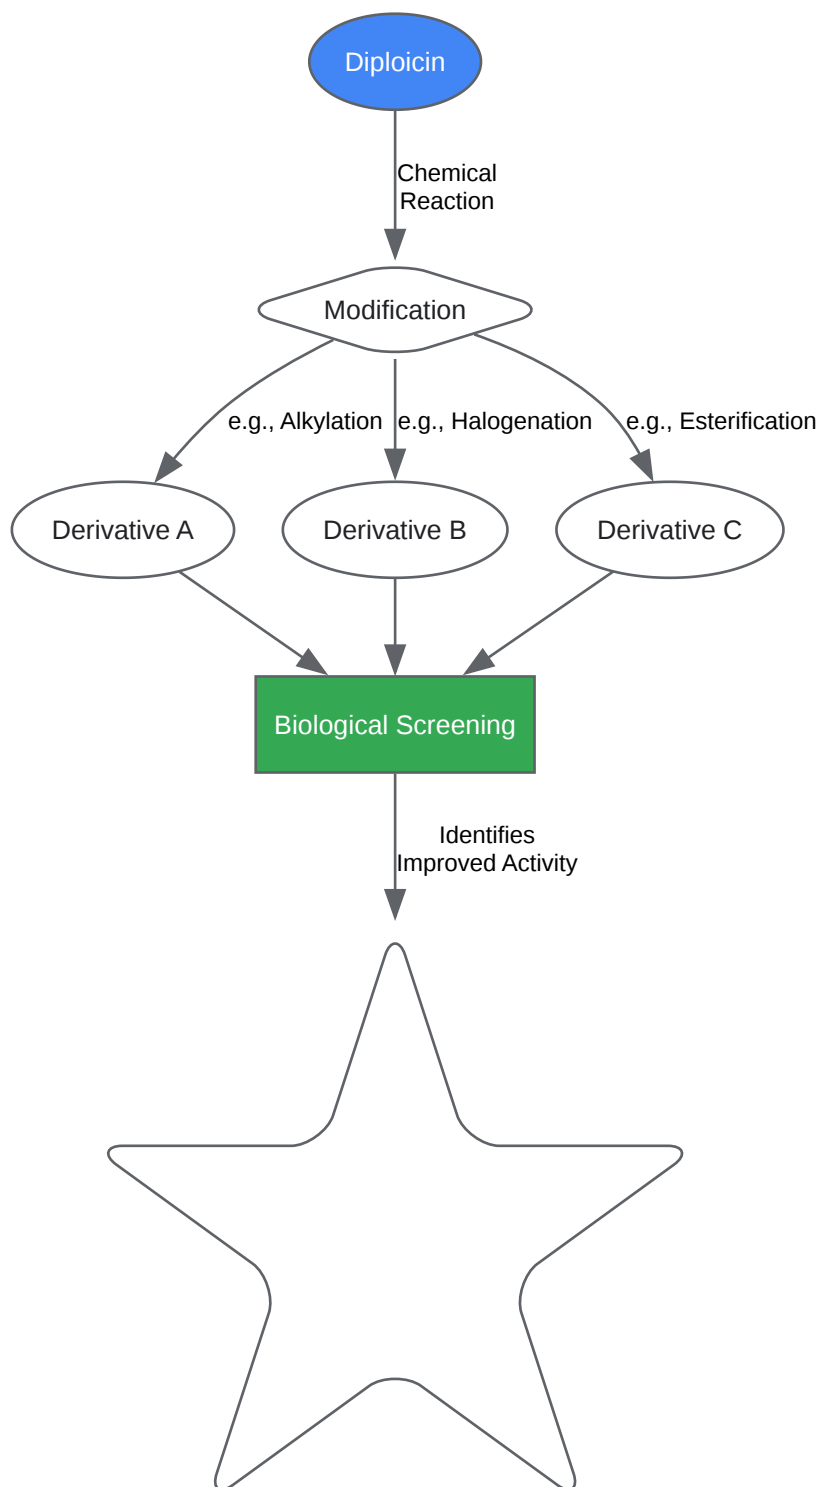 Diploicin
Chemical
Reaction
Modification
e.g., Alkylation
e.g., Halogenation
e.g., Esterification
Derivative A
Derivative B
Derivative C
Biological Screening
Identifies
Improved Activity